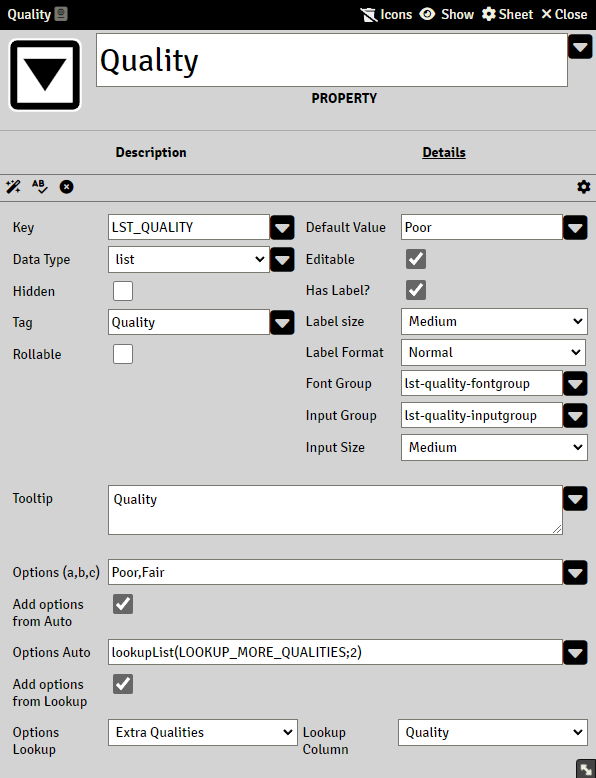 Quality Icons Show Sheet Close
Quality
PROPERTY
Description Details
Key LST_QUALITY Default Value Poor
Data Type list Editable
Hidden Has Label?
Tag Quality Label size Medium
Rollable Label Format Normal
Font Group lst-quality-fontgroup
Input Group lst-quality-inputgroup
Input Size Medium
Tooltip Quality
Options (a,b,c) Poor,Fair
Add options
from Auto
Options Auto lookupList(LOOKUP_MORE_QUALITIES;2)
Add options
from Lookup
Options Extra Qualities Lookup Quality
Lookup Column